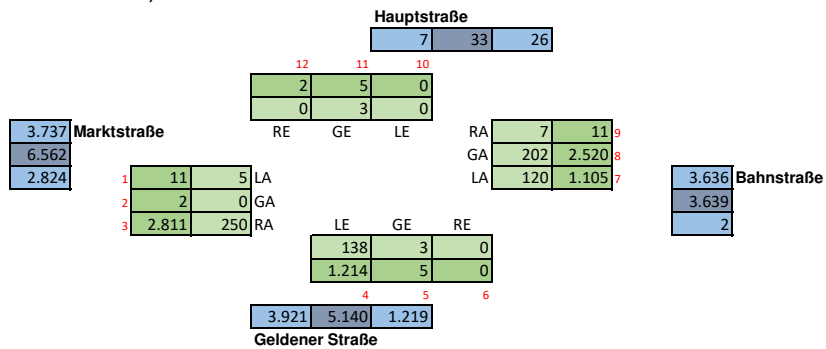 Hauptstraße
7 33 26
12 11 10
2 5 0
0 3 0
RE GE LE
3.737 Marktstraße
6.562
2.824
RA 7 11 9
GA 202 2.520 8
LA 120 1.105 7
1 11 5 LA
2 2 0 GA
3 2.811 250 RA
3.636 Bahnstraße
3.639
2
LE GE RE
138 3 0
1.214 5 0
4 5 6
3.921 5.140 1.219
Geldener Straße